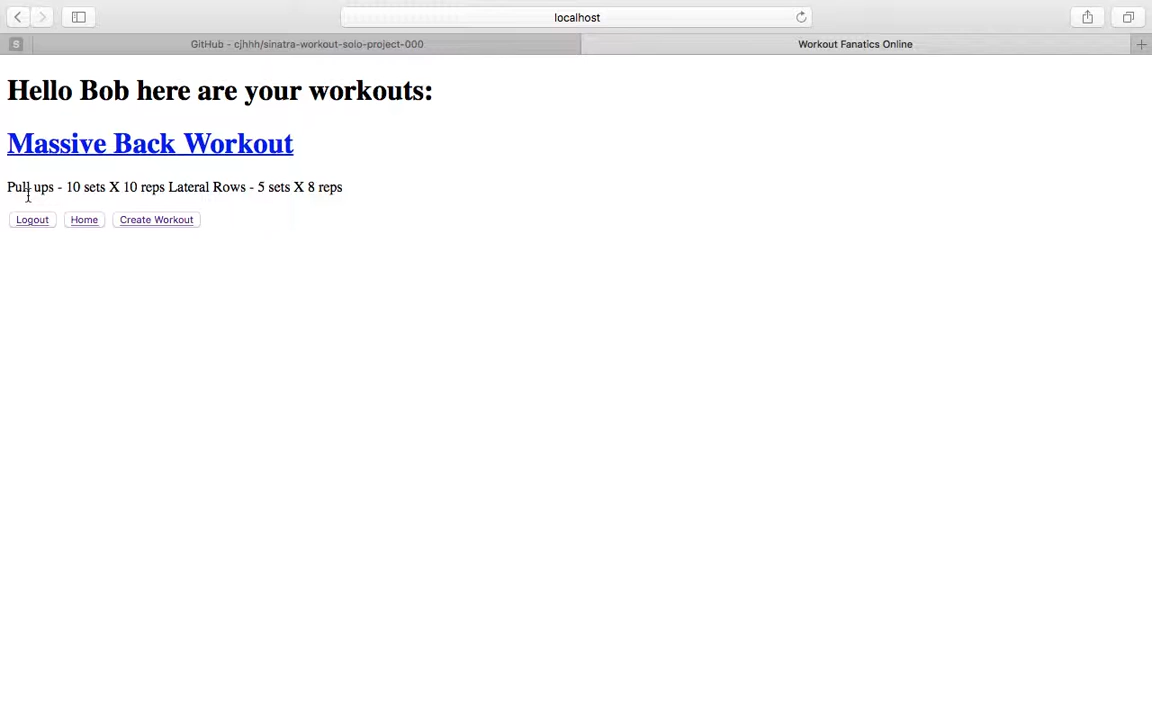 localhost
S
GitHub - cjhhh/sinatra-workout-solo-project-000
Workout Fanatics Online
Hello Bob here are your workouts:
Massive Back Workout
Pull ups - 10 sets X 10 reps Lateral Rows - 5 sets X 8 reps
Logout Home Create Workout